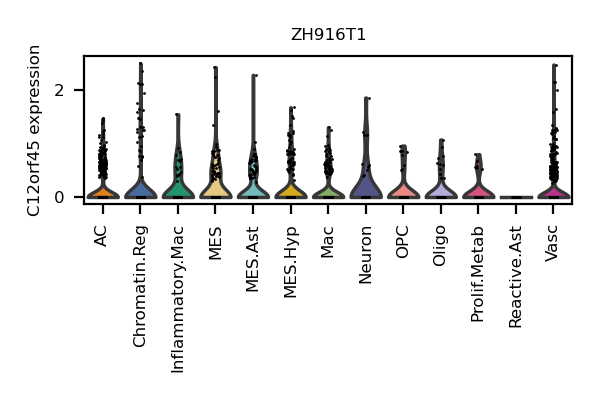 ZH916T1
C12orf45 expression
2
0
AC
Chromatin.Reg
Inflammatory.Mac
MES
MES.Ast
MES.Hyp
Mac
Neuron
OPC
Oligo
Prolif.Metab
Reactive.Ast
Vasc